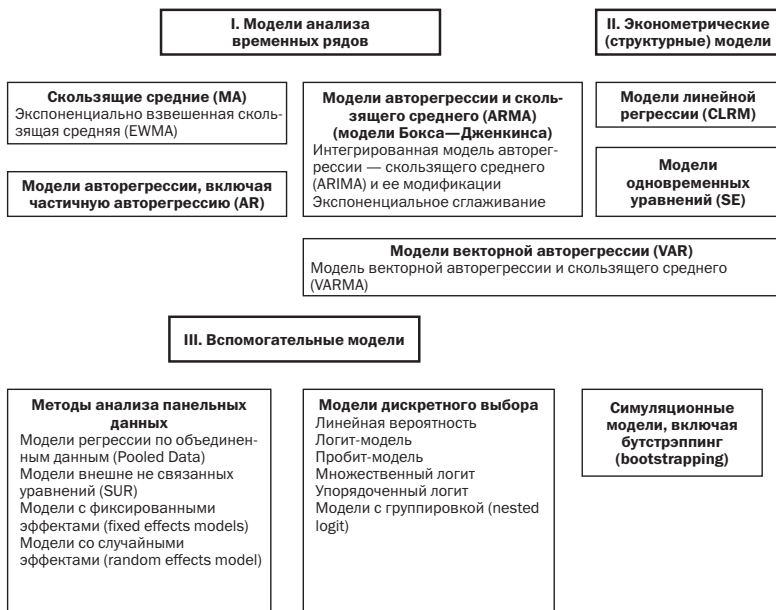 I. Модели анализа
временных рядов
II. Эконометрические
(структурные) модели
Скользящие средние (MA)
Экспоненциально взвешенная сколь-
зящая средняя (EWMA)
Модели авторегрессии, включая
частичную авторегрессию (AR)
Модели авторегрессии и сколь-
зящего среднего (ARMA)
(модели Бокса—Дженкинса)
Интегрированная модель авторег-
рессии — скользящего среднего
(ARIMA) и ее модификации
Экспоненциальное сглаживание
Модели линейной
регрессии (CLRM)
Модели
одновременных
уравнений (SE)
Модели векторной авторегрессии (VAR)
Модель векторной авторегрессии и скользящего среднего
(VARMA)
III. Вспомогательные модели
Методы анализа панельных
данных
Модели регрессии по объединен-
ным данным (Pooled Data)
Модели внешне не связанных
уравнений (SUR)
Модели с фиксированными
эффектами (fixed effects models)
Модели со случайными
эффектами (random effects model)
Модели дискретного выбора
Линейная вероятность
Логит-модель
Пробит-модель
Множественный логит
Упорядоченный логит
Модели с группировкой (nested
logit)
Симуляционные
модели, включая
бутстрэппинг
(bootstrapping)